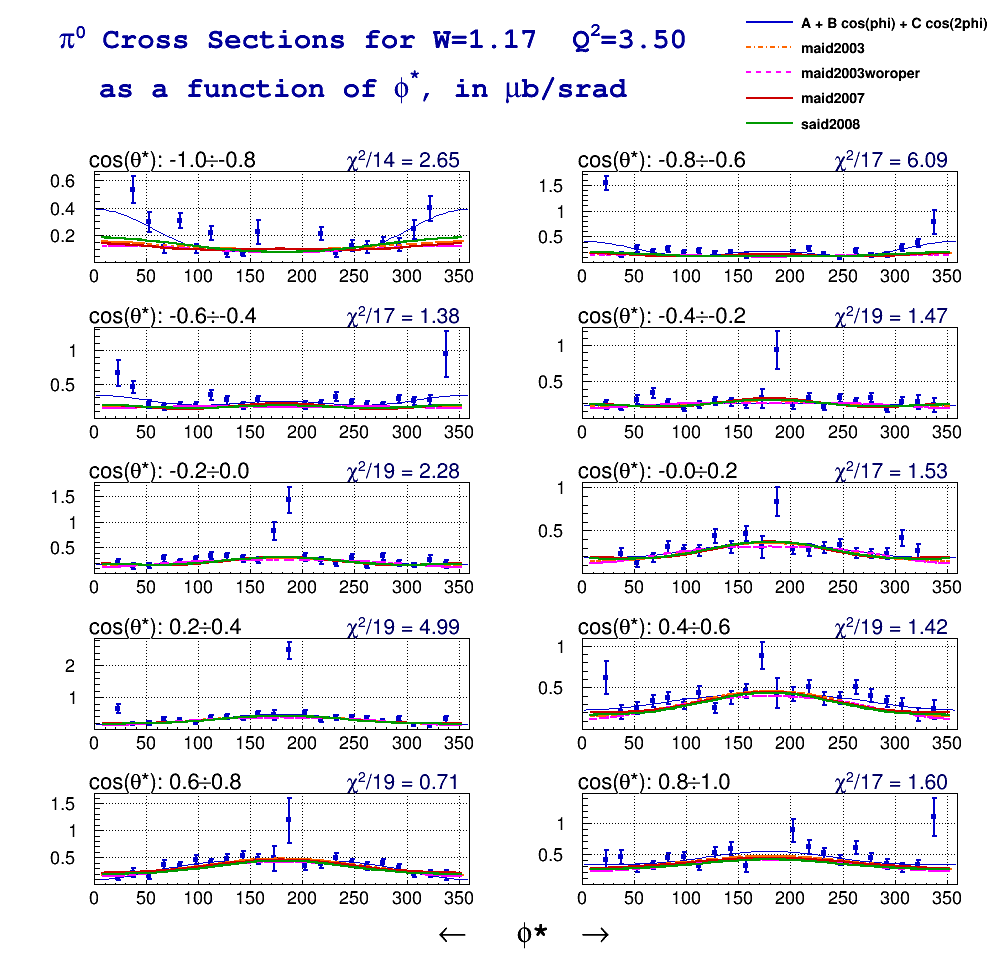 π⁰ Cross Sections for W=1.17 Q²=3.50
as a function of ϕ*, in μb/srad
A + B cos(phi) + C cos(2phi)
maid2003
maid2003woroper
maid2007
said2008
cos(θ*): -1.0÷-0.8 χ²/14 = 2.65
0.6
0.4
0.2
0 50 100 150 200 250 300 350
cos(θ*): -0.8÷-0.6 χ²/17 = 6.09
1.5
1
0.5
0 50 100 150 200 250 300 350
cos(θ*): -0.6÷-0.4 χ²/17 = 1.38
1
0.5
0 50 100 150 200 250 300 350
cos(θ*): -0.4÷-0.2 χ²/19 = 1.47
1
0.5
0 50 100 150 200 250 300 350
cos(θ*): -0.2÷0.0 χ²/19 = 2.28
1.5
1
0.5
0 50 100 150 200 250 300 350
cos(θ*): -0.0÷0.2 χ²/17 = 1.53
1
0.5
0 50 100 150 200 250 300 350
cos(θ*): 0.2÷0.4 χ²/19 = 4.99
2
1
0 50 100 150 200 250 300 350
cos(θ*): 0.4÷0.6 χ²/19 = 1.42
1
0.5
0 50 100 150 200 250 300 350
cos(θ*): 0.6÷0.8 χ²/19 = 0.71
1.5
1
0.5
0 50 100 150 200 250 300 350
cos(θ*): 0.8÷1.0 χ²/17 = 1.60
1
0.5
0 50 100 150 200 250 300 350
← ϕ* →